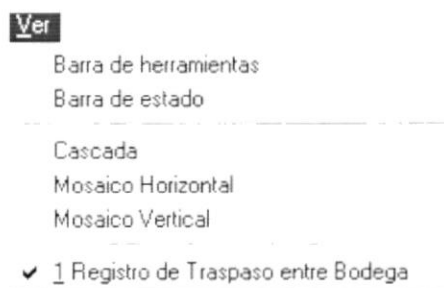 Ver
Barra de herramientas
Barra de estado
Cascada
Mosaico Horizontal
Mosaico Vertical
✔ 1 Registro de Traspaso entre Bodega